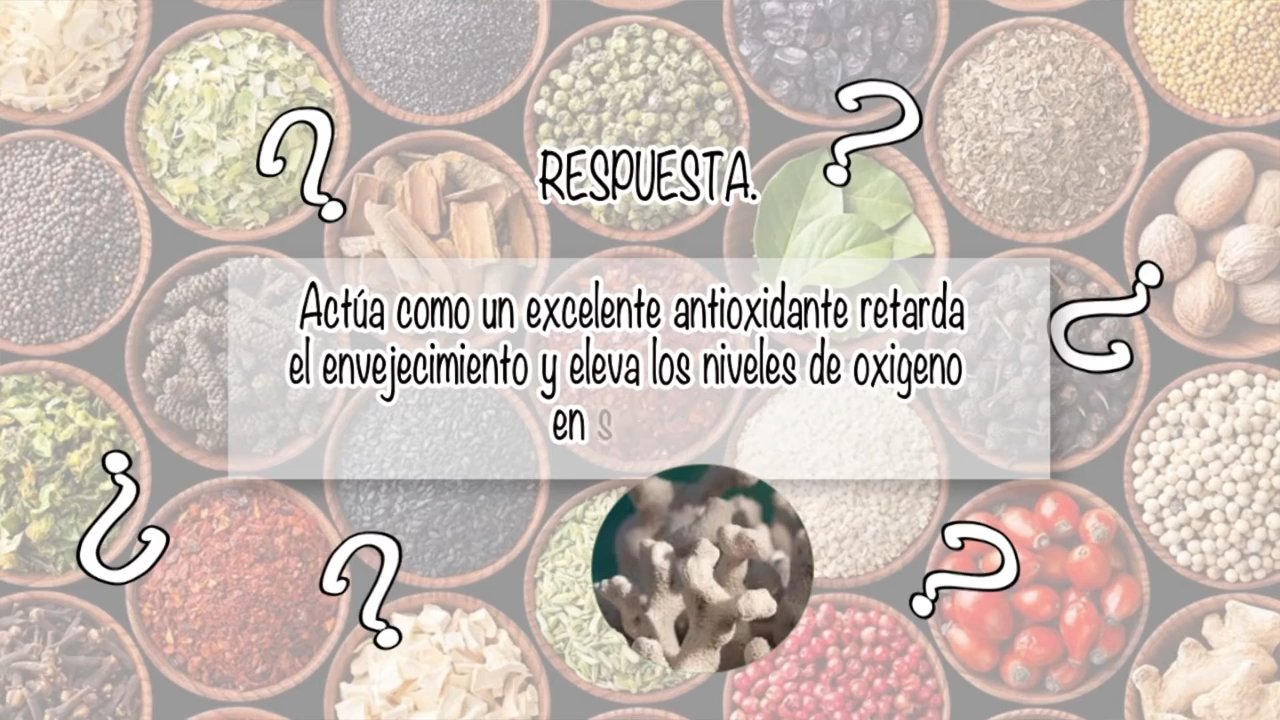 RESPUESTA.
Actúa como un excelente antioxidante retarda
el envejecimiento y eleva los niveles de oxigeno
en s